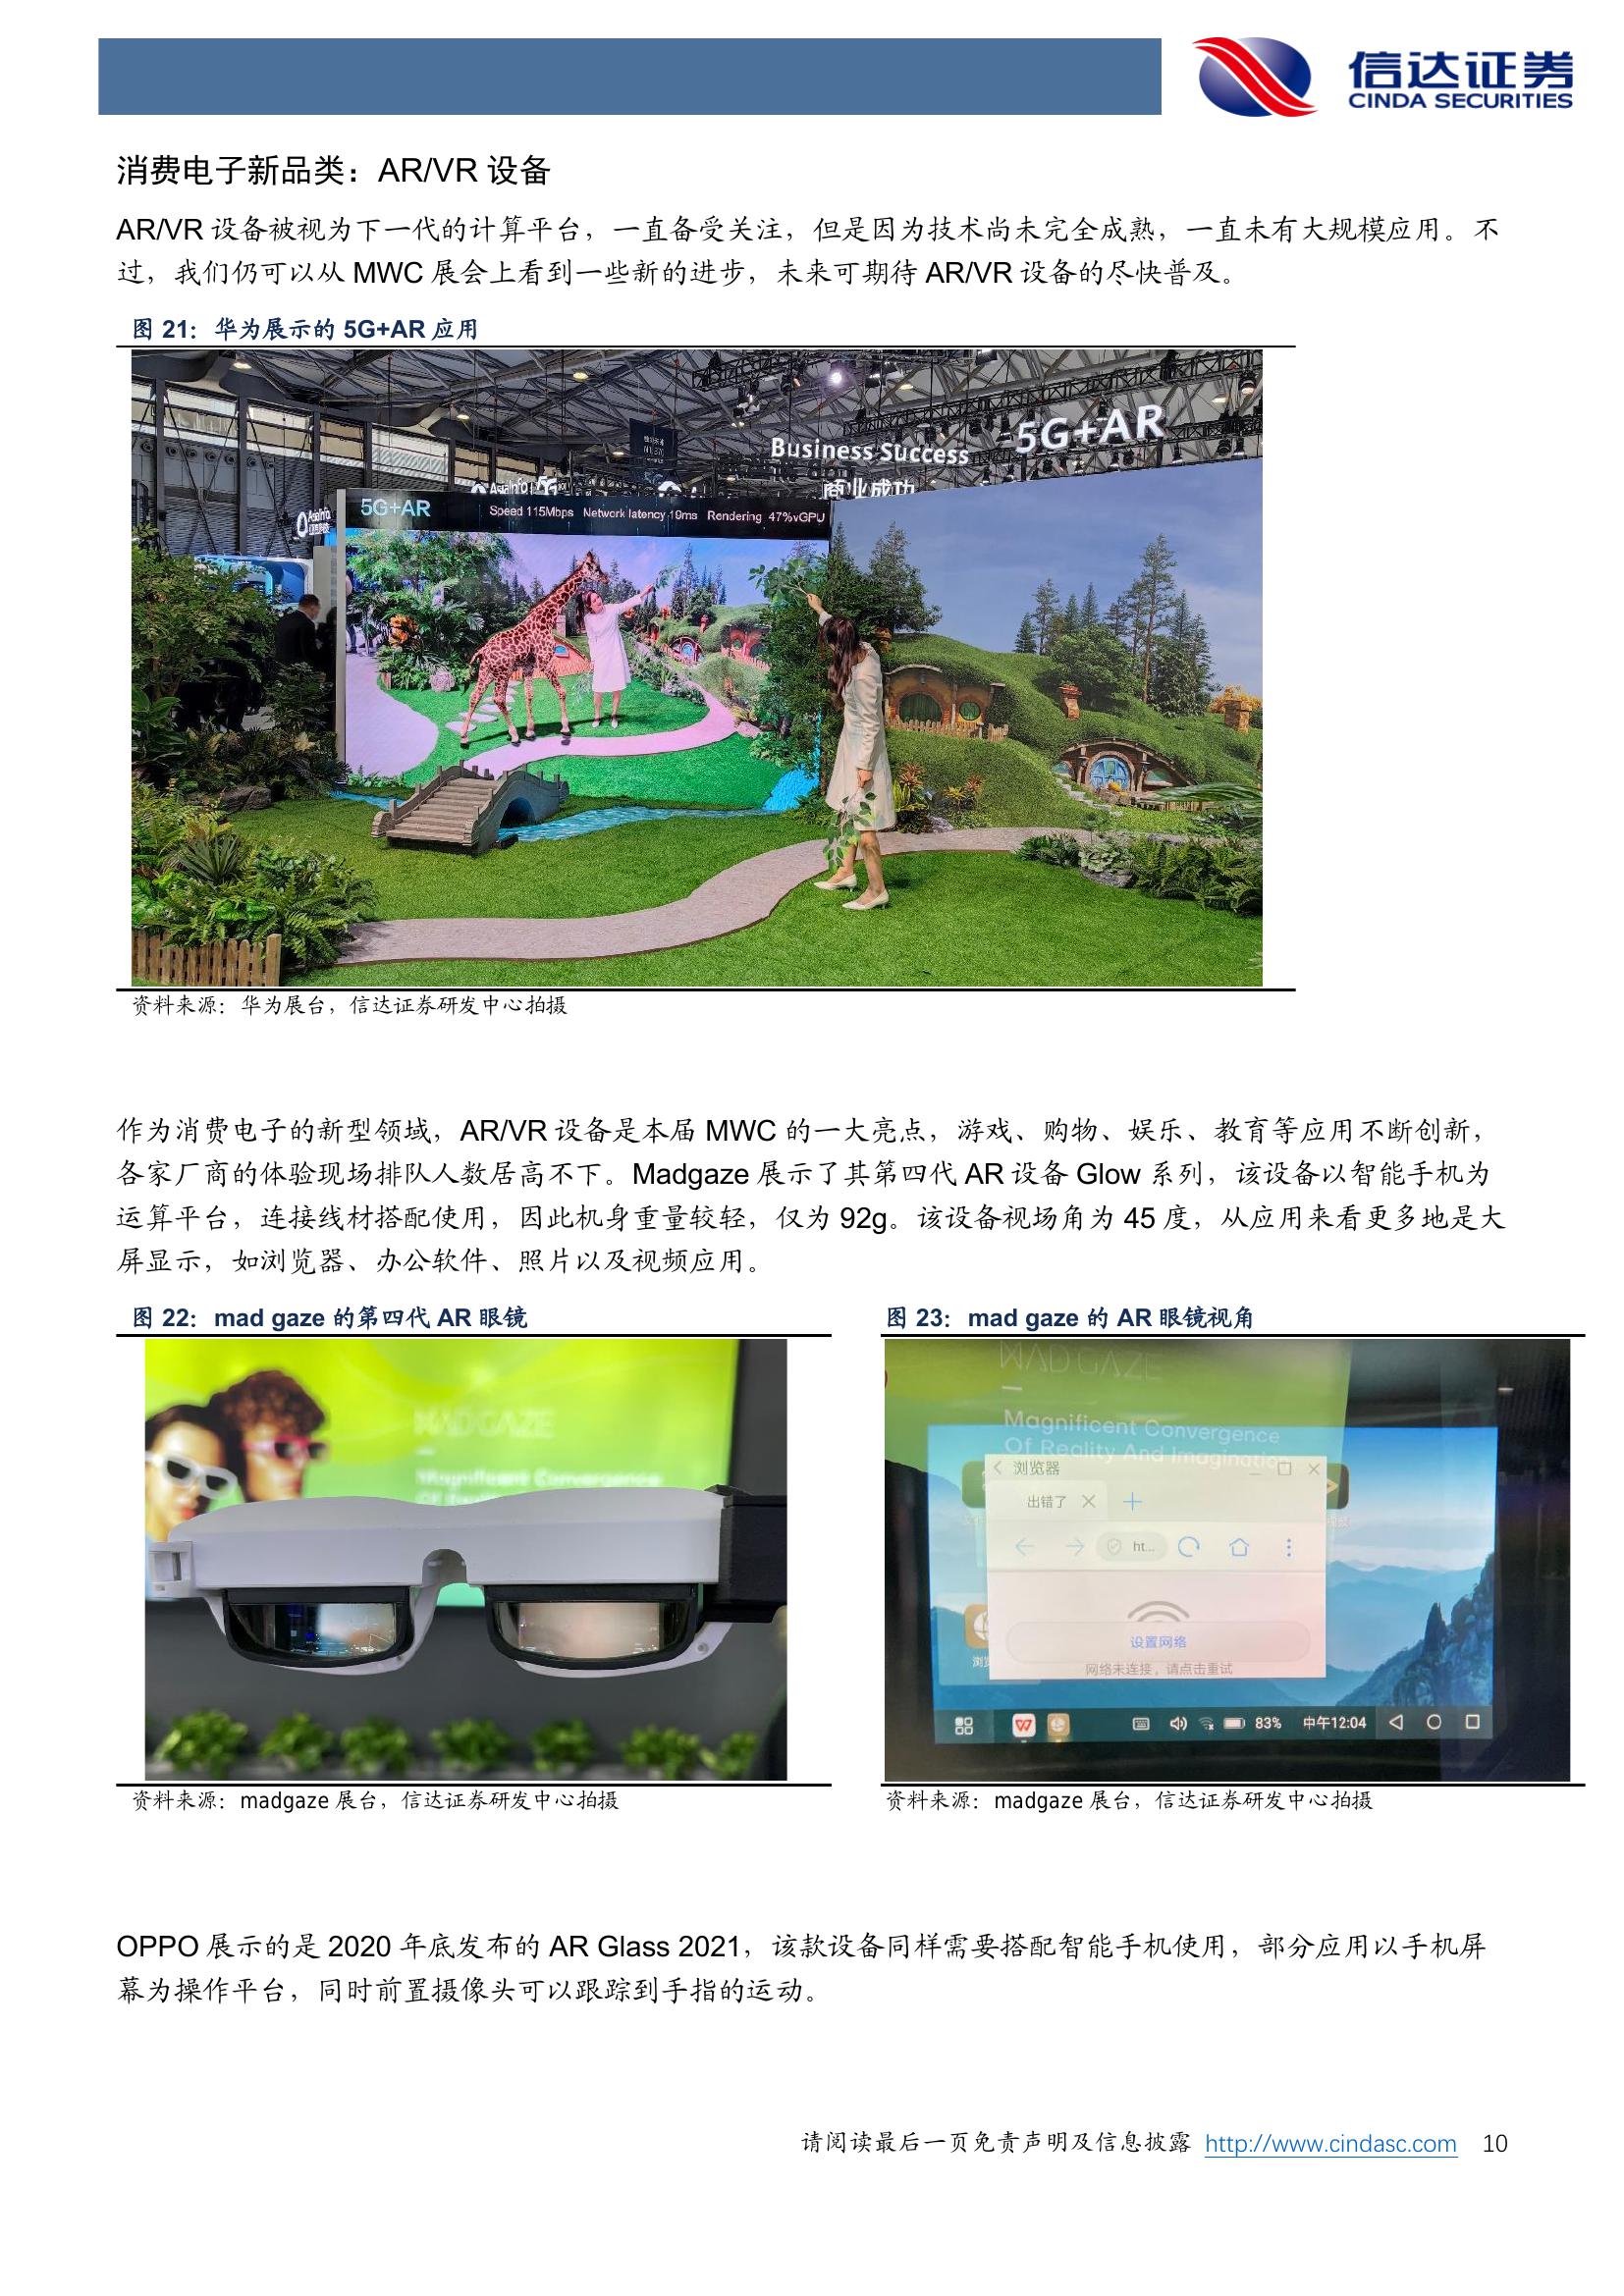 信达证券
CINDA SECURITIES
消费电子新品类：AR/VR 设备
AR/VR 设备被视为下一代的计算平台，一直备受关注，但是因为技术尚未完全成熟，一直未有大规模应用。不
过，我们仍可以从 MWC 展会上看到一些新的进步，未来可期待 AR/VR 设备的尽快普及。
图 21：华为展示的 5G+AR 应用
5G+AR
Business Success
商业成功
AsiaInfo
5G+AR
Speed 115Mbps Network latency 19ms Rendering 47%vGPU
AsiaInfo
资料来源：华为展台，信达证券研发中心拍摄
作为消费电子的新型领域，AR/VR 设备是本届 MWC 的一大亮点，游戏、购物、娱乐、教育等应用不断创新，
各家厂商的体验现场排队人数居高不下。Madgaze 展示了其第四代 AR 设备 Glow 系列，该设备以智能手机为
运算平台，连接线材搭配使用，因此机身重量较轻，仅为 92g。该设备视场角为 45 度，从应用来看更多地是大
屏显示，如浏览器、办公软件、照片以及视频应用。
图 22：mad gaze 的第四代 AR 眼镜
MADGAZE
Magnificent Convergence
资料来源：madgaze 展台，信达证券研发中心拍摄
图 23：mad gaze 的 AR 眼镜视角
MAD GAZE
Magnificent Convergence
Of Reality And Imagination
浏览器
出错了
ht...
设置网络
网络未连接，请点击重试
83% 中午12:04
资料来源：madgaze 展台，信达证券研发中心拍摄
OPPO 展示的是 2020 年底发布的 AR Glass 2021，该款设备同样需要搭配智能手机使用，部分应用以手机屏
幕为操作平台，同时前置摄像头可以跟踪到手指的运动。
请阅读最后一页免责声明及信息披露 http://www.cindasc.com 10